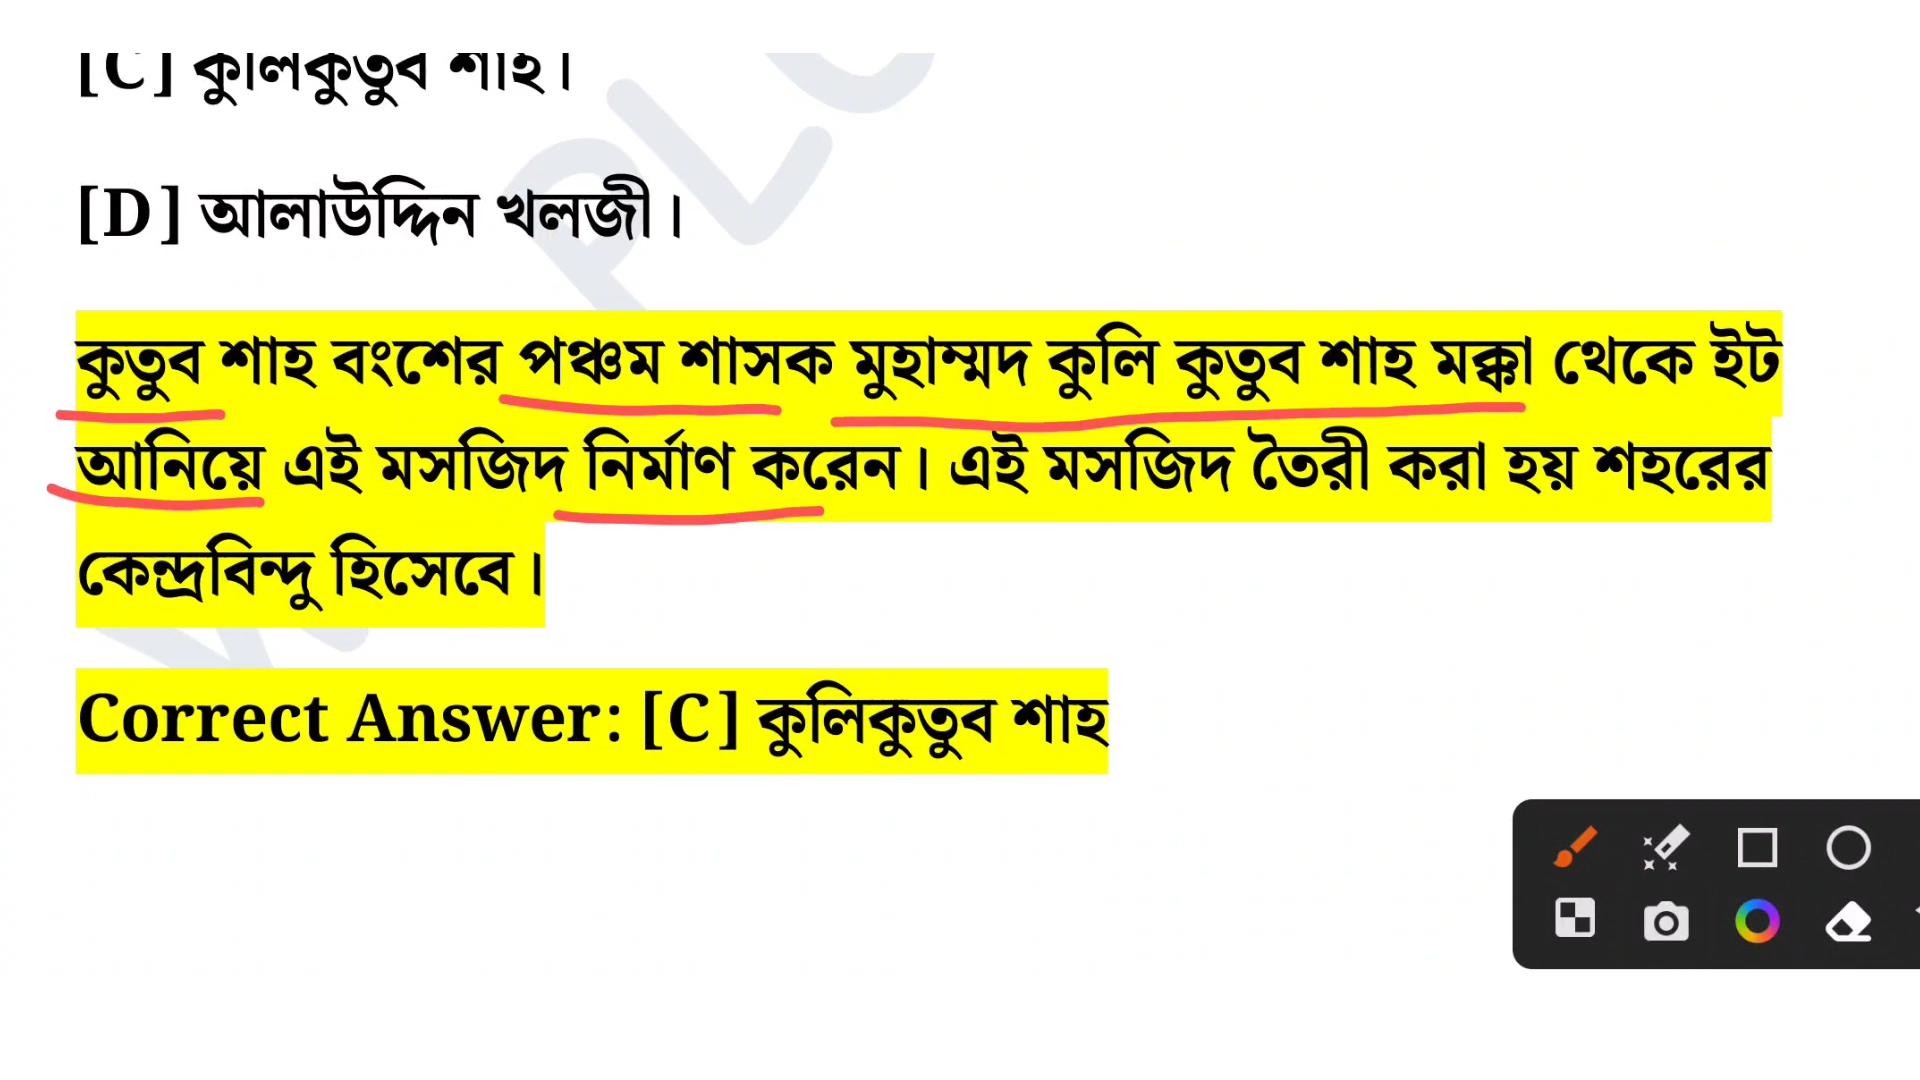 [C] কুলিকুতুব শাহ।
[D] আলাউদ্দিন খলজী।
কুতুব শাহ বংশের পঞ্চম শাসক মুহাম্মদ কুলি কুতুব শাহ মক্কা থেকে ইট
আনিয়ে এই মসজিদ নির্মাণ করেন। এই মসজিদ তৈরী করা হয় শহরের
কেন্দ্রবিন্দু হিসেবে।
Correct Answer: [C] কুলিকুতুব শাহ